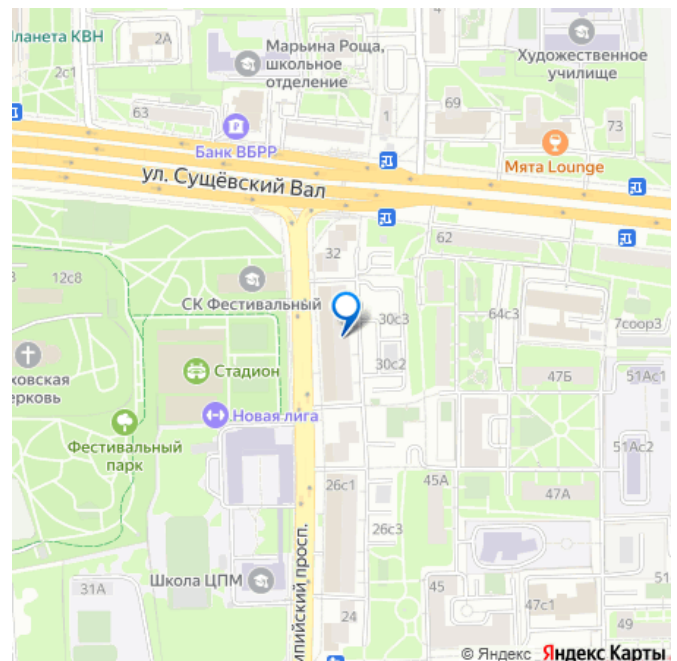 Планета КВН
2А
Марьина Роща,
школьное
отделение
Художественное
училище
2с1
63
69
1
73
Банк ВБРР
Мята Lounge
ул. Сущёвский Вал
62
32
12с8
СК Фестивальный
30с3
64с3
7соор3
30с2
Стадион
47Б
51Ас1
ховская
ерковь
Новая лига
Фестивальный
парк
51Ас2
26с1
45А
47А
26с3
Школа ЦПМ
31А
45
51
47с1
24
49
мпийский просп.
© Яндекс Яндекс Карты